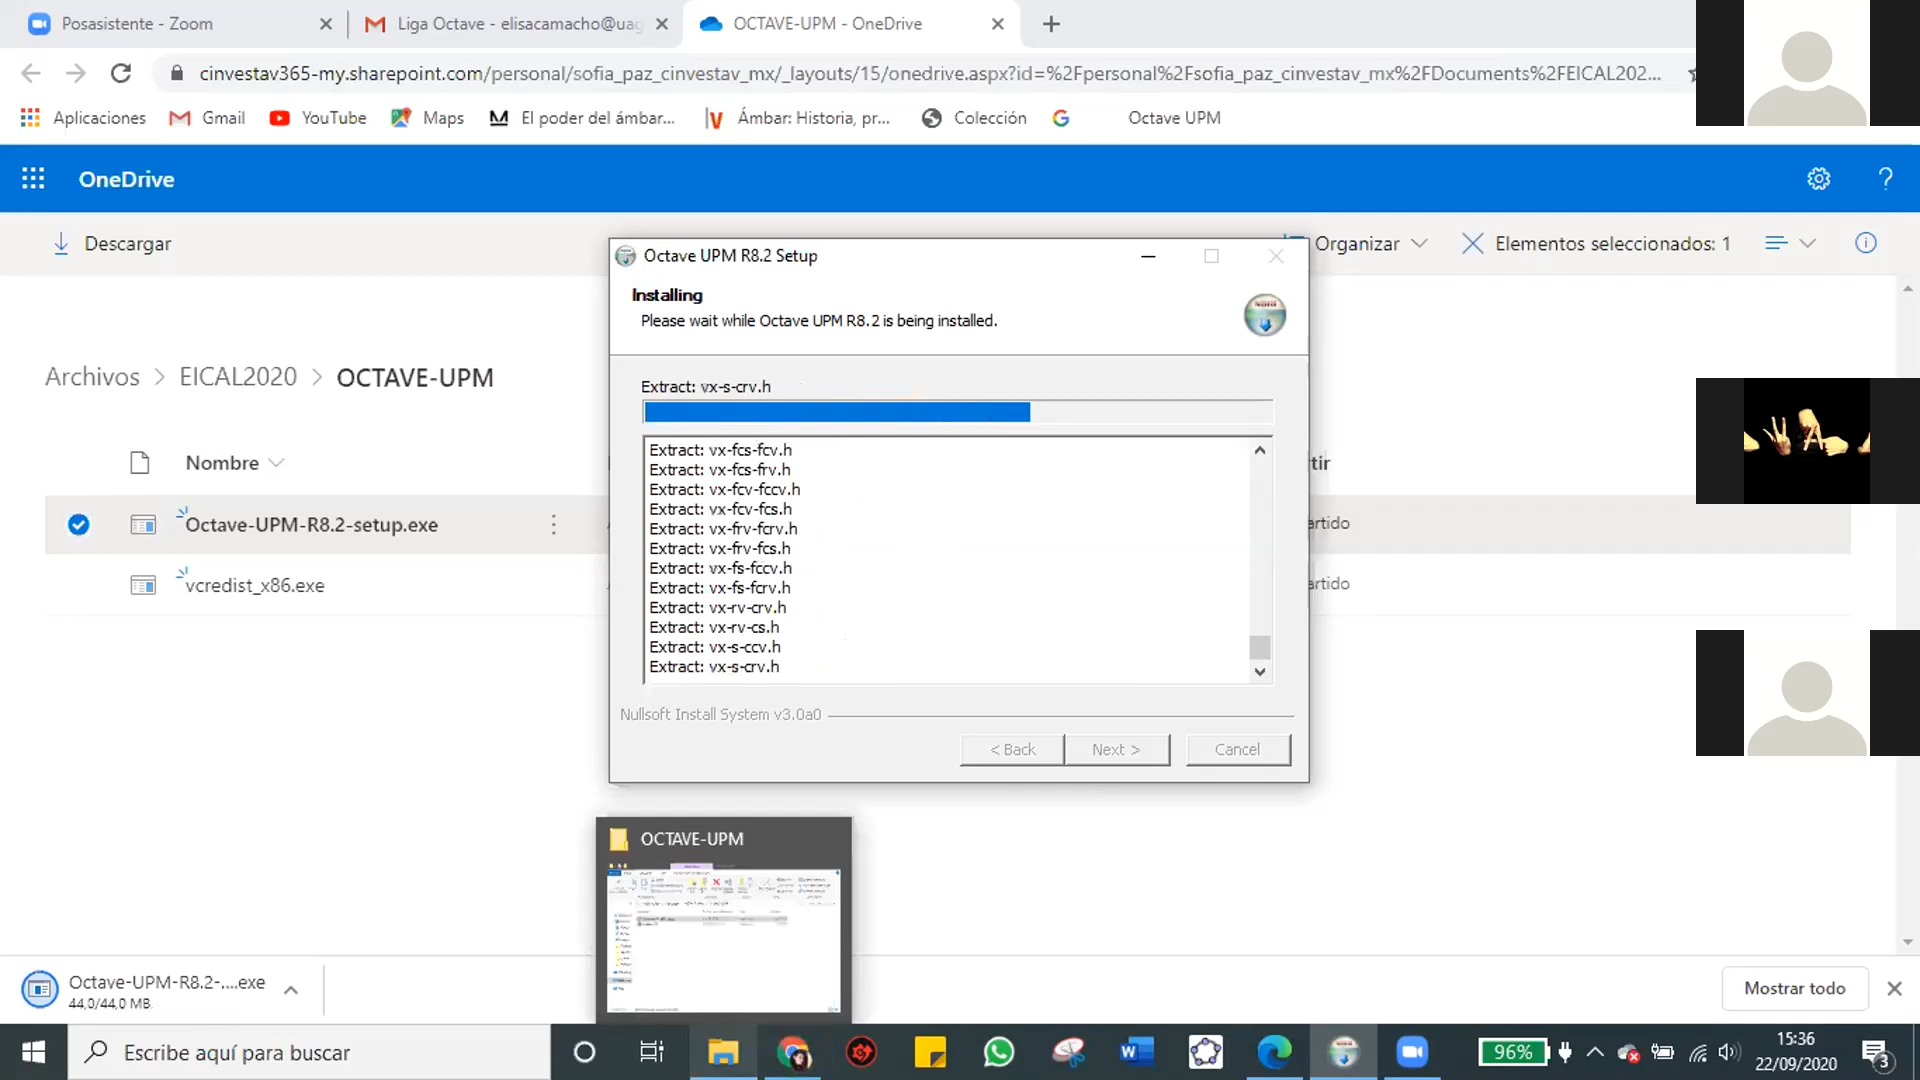 Posasistente - Zoom
Liga Octave - elisacamacho@uag
OCTAVE-UPM - OneDrive
cinvestav365-my.sharepoint.com/personal/sofia_paz_cinvestav_mx/_layouts/15/onedrive.aspx?id=%2Fpersonal%2Fsofia_paz_cinvestav_mx%2FDocuments%2FEICAL202...
Aplicaciones
Gmail
YouTube
Maps
El poder del ámbar...
Ámbar: Historia, pr...
Colección
Octave UPM
OneDrive
?
Descargar
Organizar
Elementos seleccionados: 1
Archivos > EICAL2020 > OCTAVE-UPM
Nombre
tir
Octave-UPM-R8.2-setup.exe
artido
vcredist_x86.exe
artido
Octave UPM R8.2 Setup
Installing
Please wait while Octave UPM R8.2 is being installed.
Extract: vx-s-crv.h
Extract: vx-fcs-fcv.h
Extract: vx-fcs-frv.h
Extract: vx-fcv-fccv.h
Extract: vx-fcv-fcs.h
Extract: vx-frv-fcrv.h
Extract: vx-frv-fcs.h
Extract: vx-fs-fccv.h
Extract: vx-fs-fcrv.h
Extract: vx-rv-crv.h
Extract: vx-rv-cs.h
Extract: vx-s-ccv.h
Extract: vx-s-crv.h
Nullsoft Install System v3.0a0
< Back
Next >
Cancel
OCTAVE-UPM
Octave-UPM-R8.2-....exe
44,0/44,0 MB
Mostrar todo
Escribe aquí para buscar
96%
15:36
22/09/2020
3